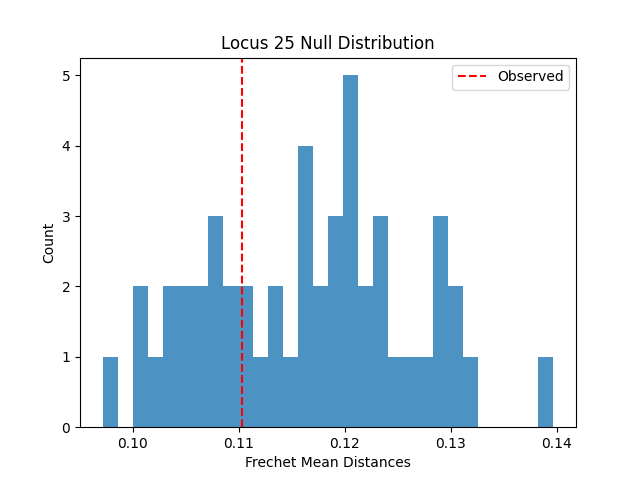 Locus 25 Null Distribution
Observed
5
4
3
2
1
0
Count
0.10 0.11 0.12 0.13 0.14
Frechet Mean Distances